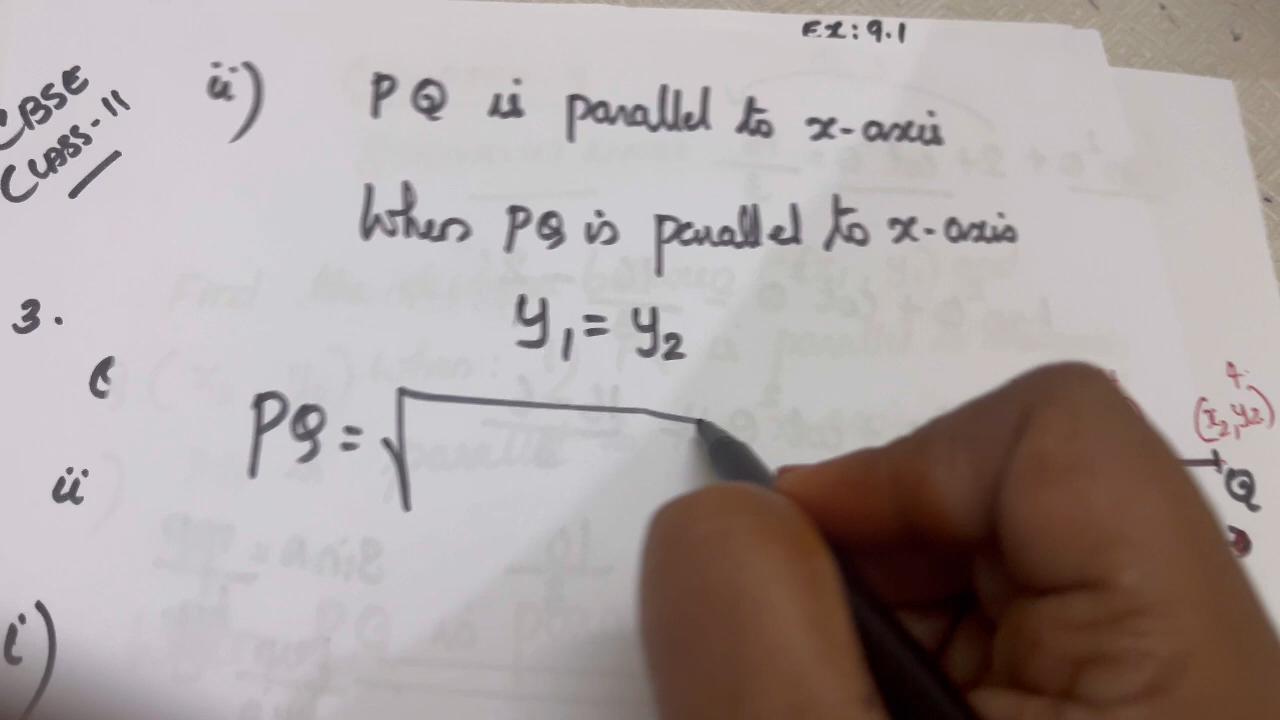 Ex: 9.1
CBSE
CLASS-11
ii) PQ is parallel to x-axis
When PQ is parallel to x-axis
3.
y₁ = y₂
(
PQ = √
4.
(x₂, y₂)
ii
Q
i)